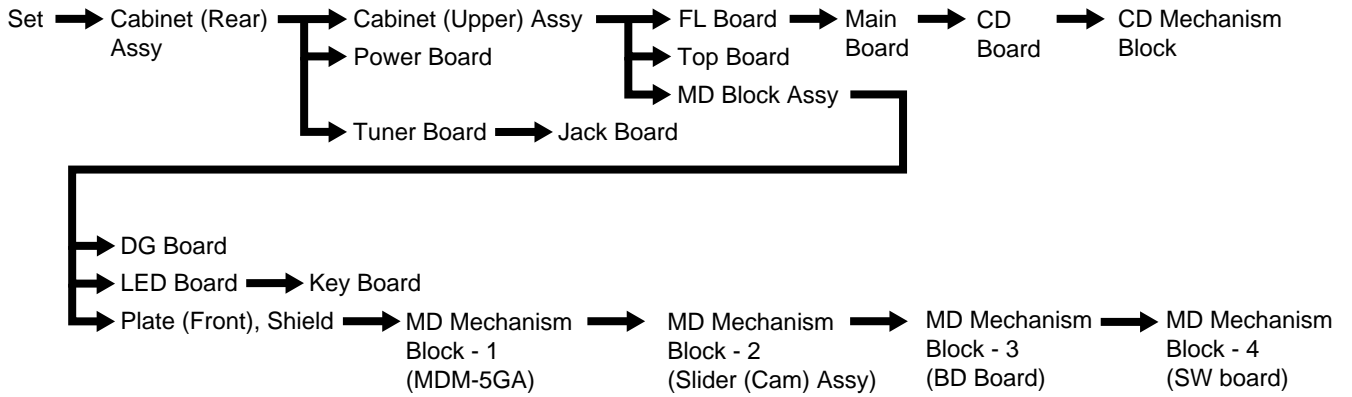 Set
Cabinet (Rear)
Assy
Cabinet (Upper) Assy
FL Board
Main
Board
CD
Board
CD Mechanism
Block
Power Board
Top Board
MD Block Assy
Tuner Board
Jack Board
DG Board
LED Board
Key Board
Plate (Front), Shield
MD Mechanism
Block - 1
(MDM-5GA)
MD Mechanism
Block - 2
(Slider (Cam) Assy)
MD Mechanism
Block - 3
(BD Board)
MD Mechanism
Block - 4
(SW board)